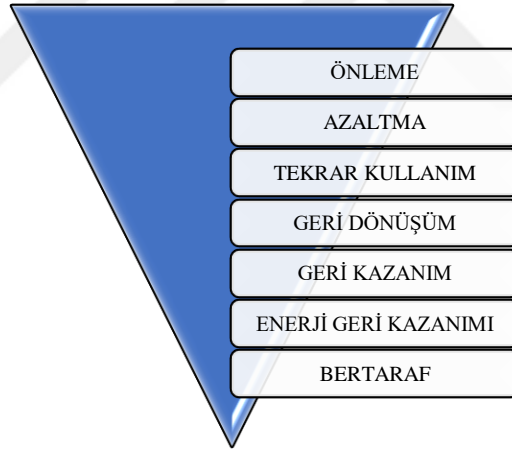 ÖNLEME
AZALTMA
TEKRAR KULLANIM
GERİ DÖNÜŞÜM
GERİ KAZANIM
ENERJİ GERİ KAZANIMI
BERTARAF